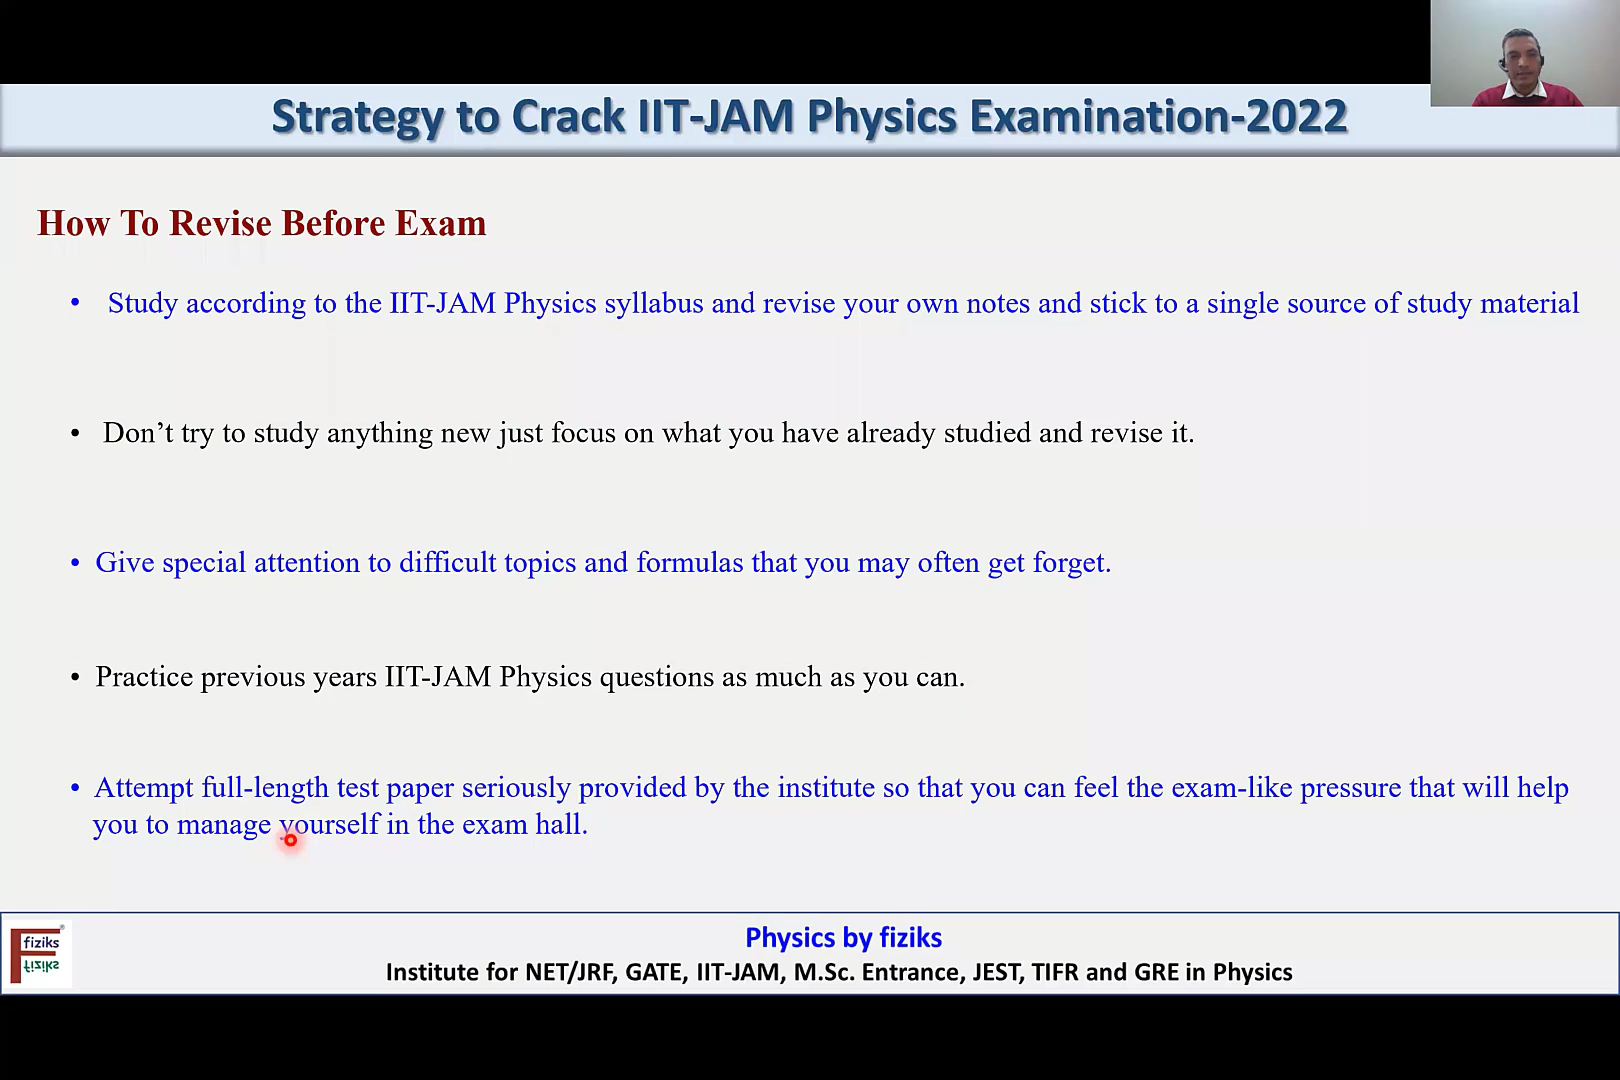 Strategy to Crack IIT-JAM Physics Examination-2022
How To Revise Before Exam
• Study according to the IIT-JAM Physics syllabus and revise your own notes and stick to a single source of study material
• Don’t try to study anything new just focus on what you have already studied and revise it.
• Give special attention to difficult topics and formulas that you may often get forget.
• Practice previous years IIT-JAM Physics questions as much as you can.
• Attempt full-length test paper seriously provided by the institute so that you can feel the exam-like pressure that will help
you to manage yourself in the exam hall.
fiziks
fiziks
Physics by fiziks
Institute for NET/JRF, GATE, IIT-JAM, M.Sc. Entrance, JEST, TIFR and GRE in Physics